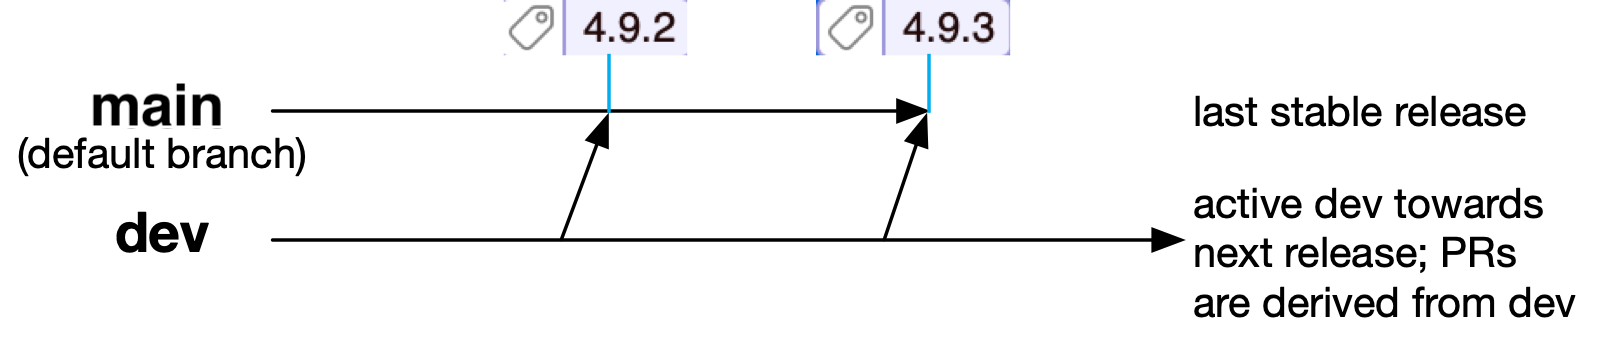 4.9.2
4.9.3
main
(default branch)
last stable release
dev
active dev towards
next release; PRs
are derived from dev